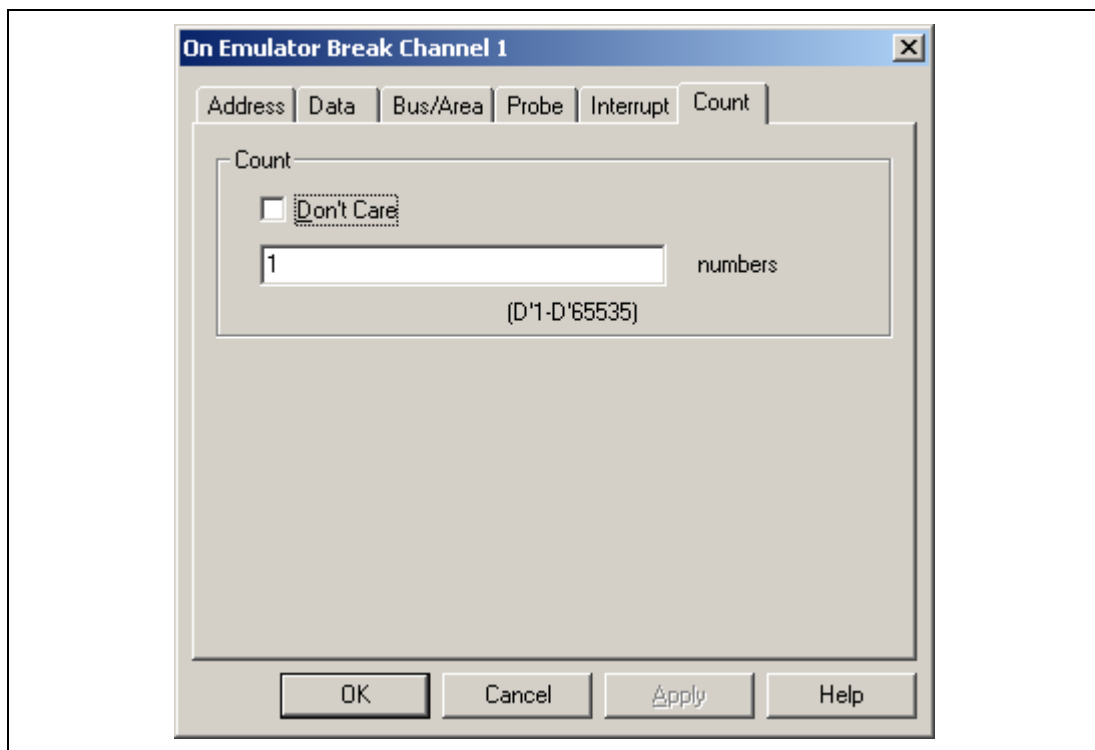 On Emulator Break Channel 1
Address Data Bus/Area Probe Interrupt Count
Count
Don't Care
1 numbers
(D'1-D'65535)
OK Cancel Apply Help